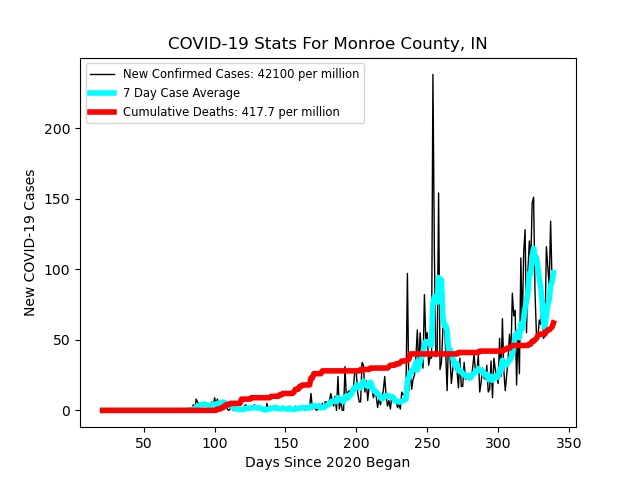 COVID-19 Stats For Monroe County, IN
New Confirmed Cases: 42100 per million
7 Day Case Average
Cumulative Deaths: 417.7 per million
New COVID-19 Cases
200
150
100
50
0
50 100 150 200 250 300 350
Days Since 2020 Began